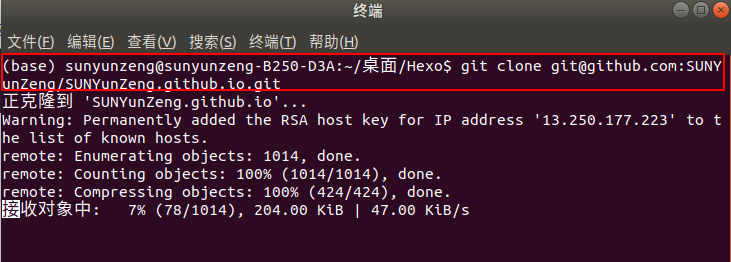 终端
文件(F) 编辑(E) 查看(V) 搜索(S) 终端(T) 帮助(H)
(base) sunyunzeng@sunyunzeng-B250-D3A:~/桌面/Hexo$ git clone git@github.com:SUNY
unZeng/SUNYunZeng.github.io.git
正克隆到 'SUNYunZeng.github.io'...
Warning: Permanently added the RSA host key for IP address '13.250.177.223' to t
he list of known hosts.
remote: Enumerating objects: 1014, done.
remote: Counting objects: 100% (1014/1014), done.
remote: Compressing objects: 100% (424/424), done.
接收对象中:   7% (78/1014), 204.00 KiB | 47.00 KiB/s